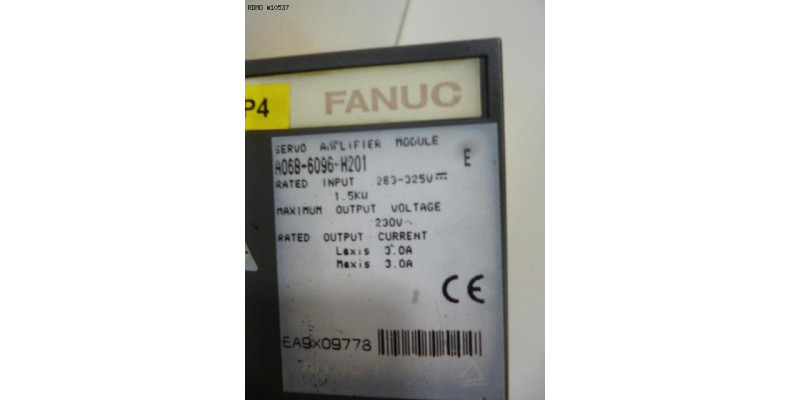 RDMO #10537
P4
FANUC
SERVO AMPLIFIER MODULE
A06B-6096-H201 E
RATED INPUT 283-325V⎓
1.5KW
MAXIMUM OUTPUT VOLTAGE
230V~
RATED OUTPUT CURRENT
Laxis 3.0A
Maxis 3.0A
CE
EA9X09778